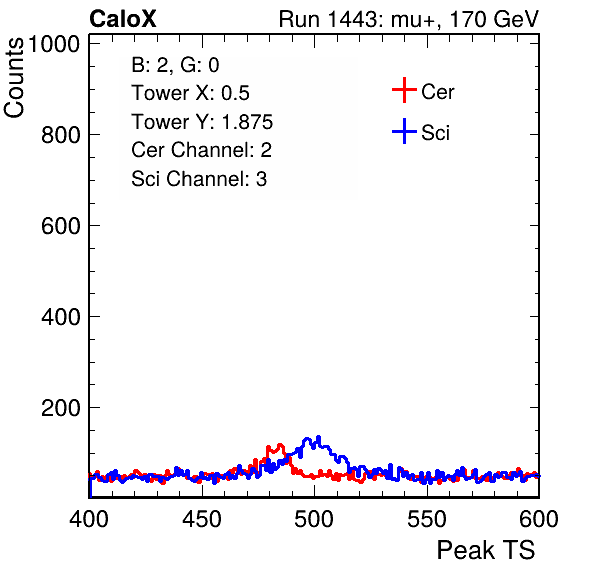 CaloX Run 1443: mu+, 170 GeV
Counts
1000
800
600
400
200
B: 2, G: 0
Tower X: 0.5
Tower Y: 1.875
Cer Channel: 2
Sci Channel: 3
Cer
Sci
400 450 500 550 600
Peak TS